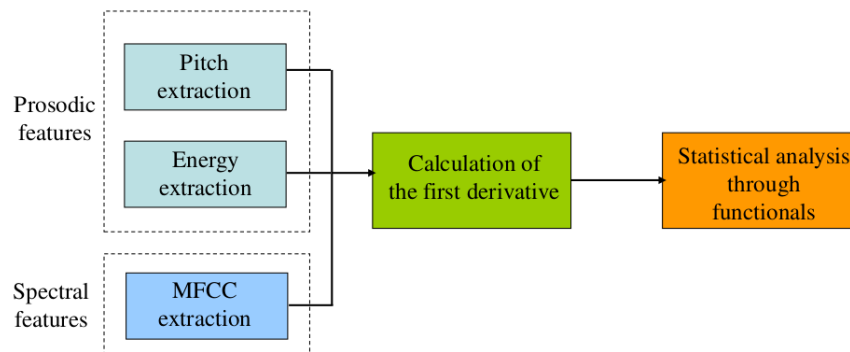 Prosodic
features
Pitch
extraction
Energy
extraction
Spectral
features
MFCC
extraction
Calculation of
the first derivative
Statistical analysis
through
functionals